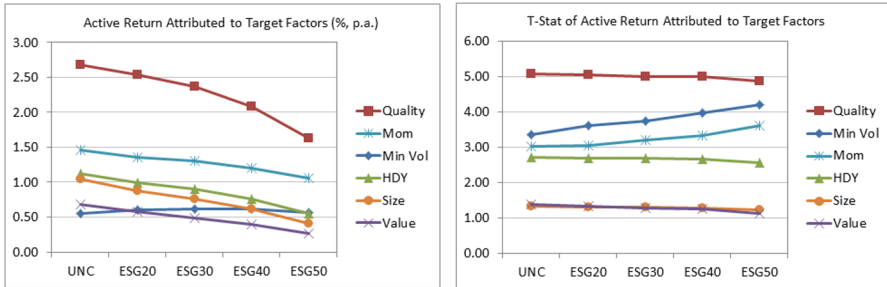 Active Return Attributed to Target Factors (%, p.a.)
3.00
2.50
2.00
1.50
1.00
0.50
0.00
UNC ESG20 ESG30 ESG40 ESG50
Quality
Mom
Min Vol
HDY
Size
Value
T-Stat of Active Return Attributed to Target Factors
6.00
5.00
4.00
3.00
2.00
1.00
0.00
UNC ESG20 ESG30 ESG40 ESG50
Quality
Min Vol
Mom
HDY
Size
Value